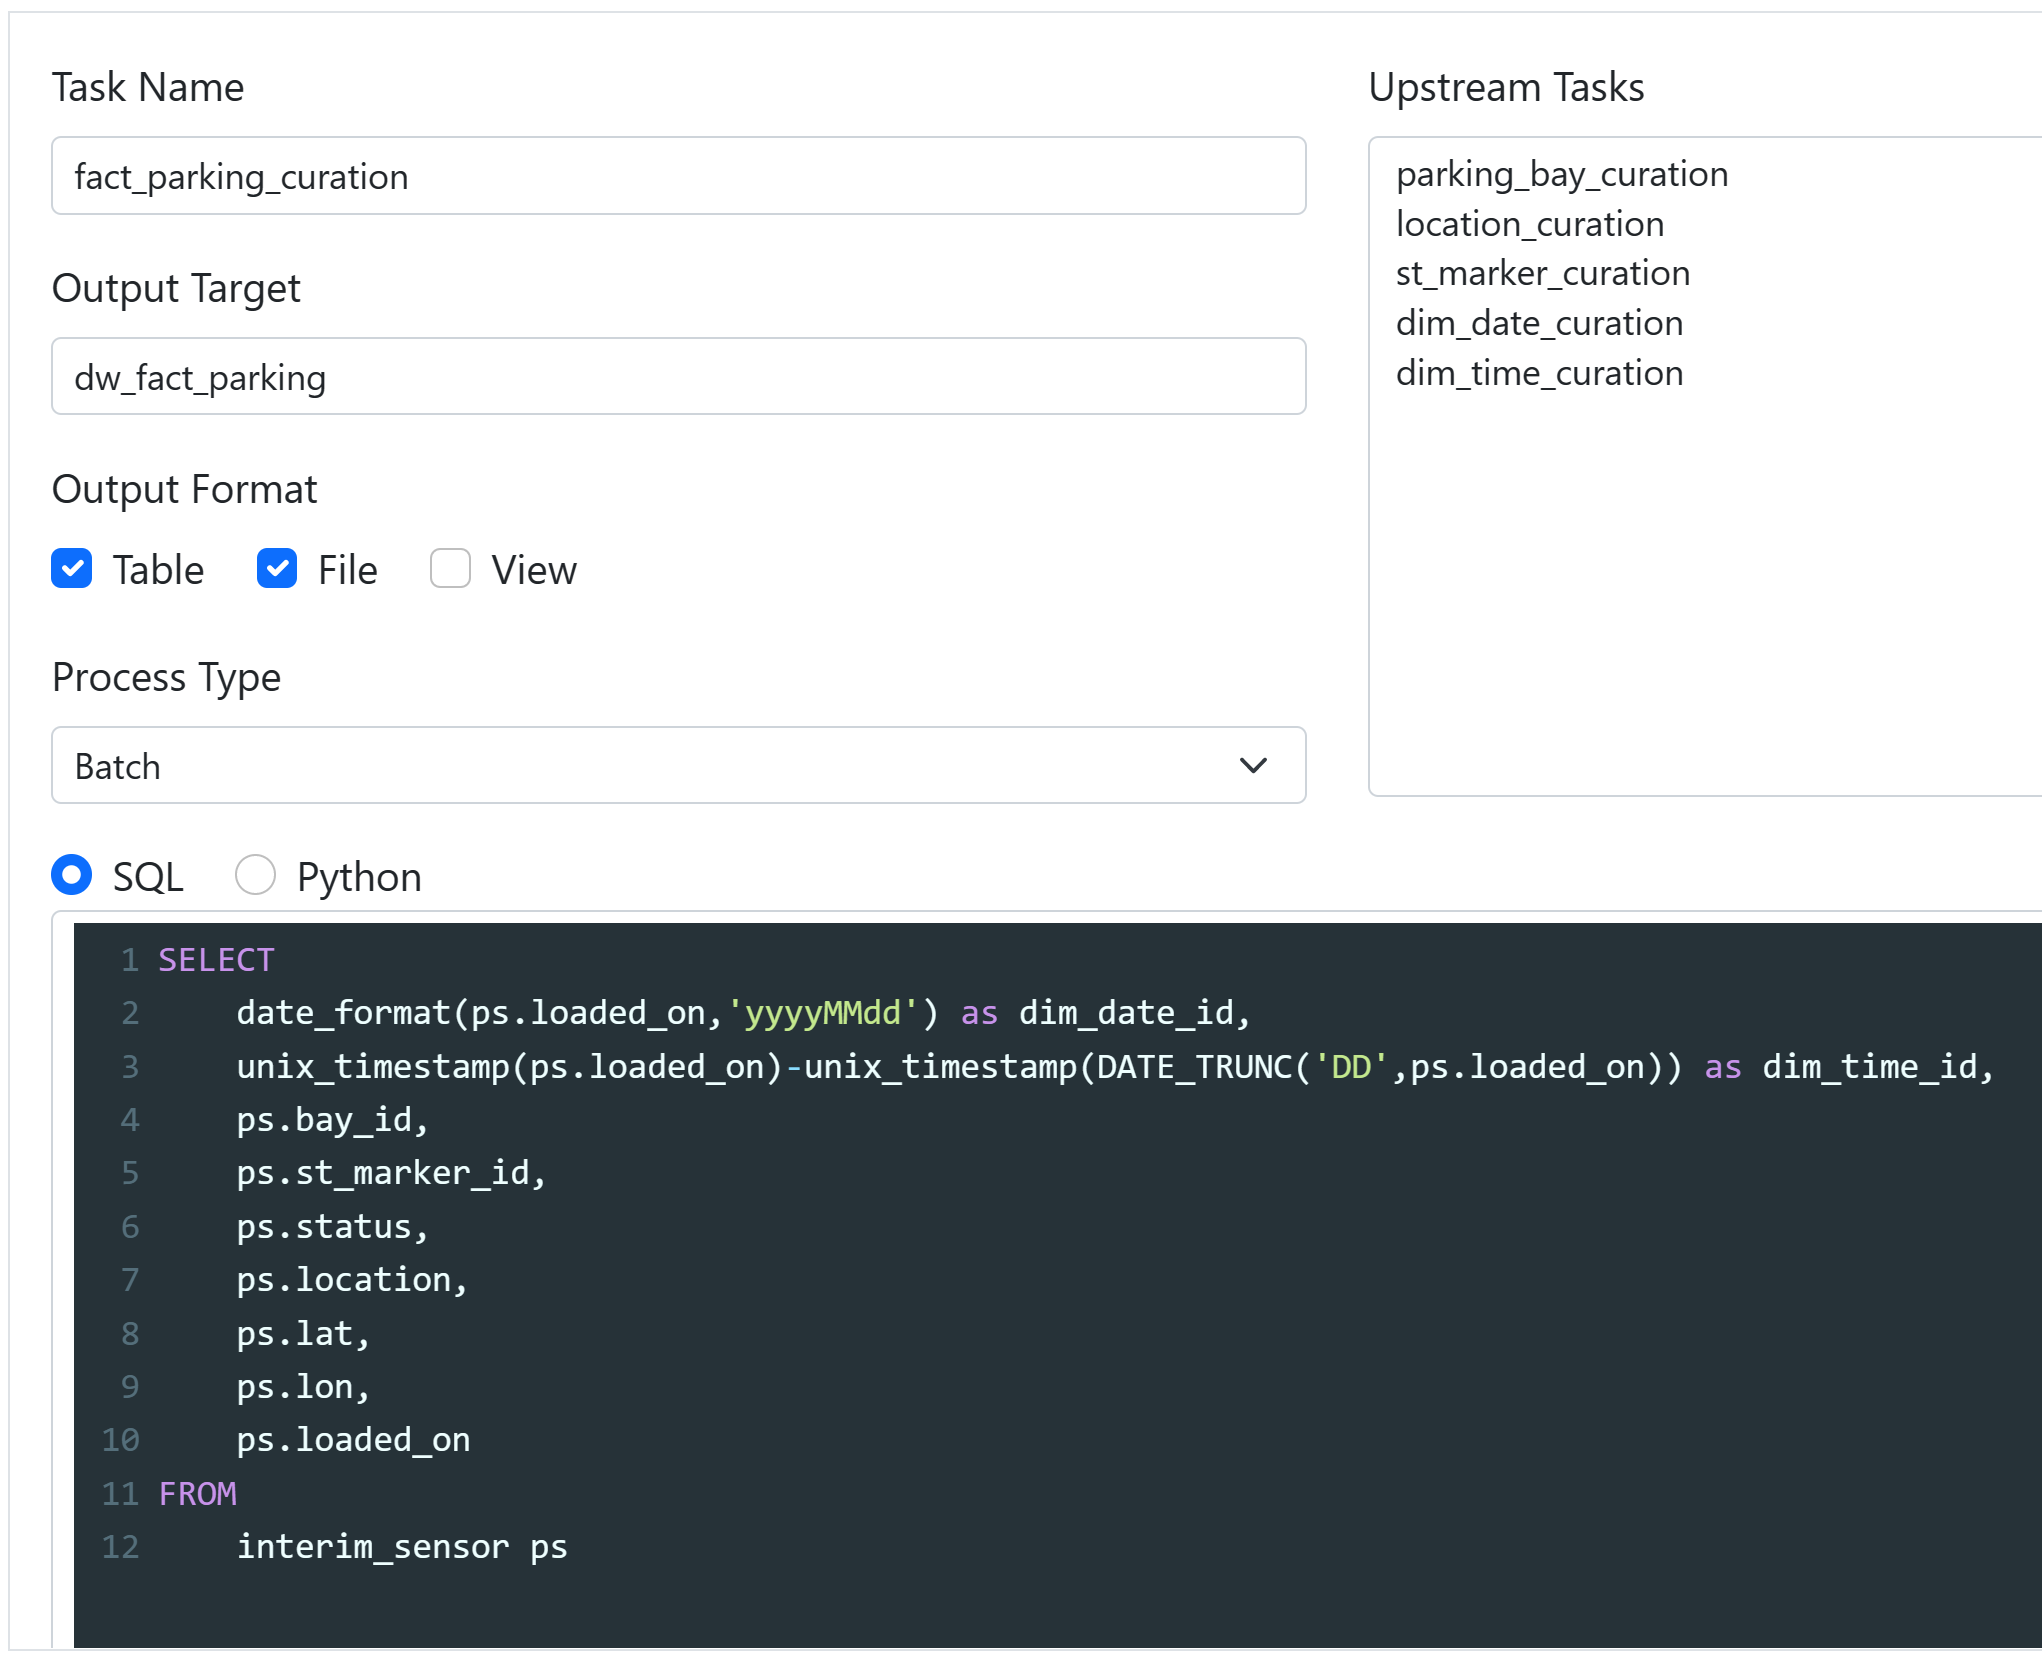 Task Name
fact_parking_curation
Output Target
dw_fact_parking
Output Format
Table File View
Process Type
Batch
Upstream Tasks
parking_bay_curation
location_curation
st_marker_curation
dim_date_curation
dim_time_curation
SQL Python
1 SELECT
2     date_format(ps.loaded_on,'yyyyMMdd') as dim_date_id,
3     unix_timestamp(ps.loaded_on)-unix_timestamp(DATE_TRUNC('DD',ps.loaded_on)) as dim_time_id,
4     ps.bay_id,
5     ps.st_marker_id,
6     ps.status,
7     ps.location,
8     ps.lat,
9     ps.lon,
10     ps.loaded_on
11 FROM
12     interim_sensor ps